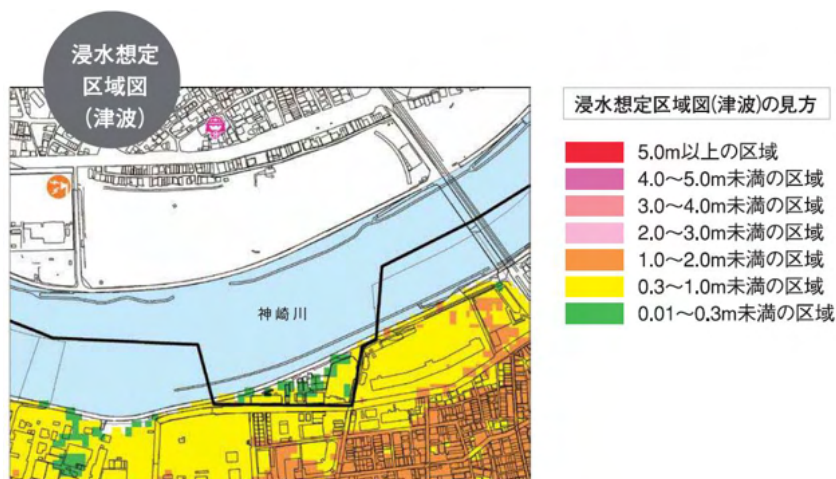 浸水想定
区域図
(津波)
神崎川
浸水想定区域図(津波)の見方
5.0m以上の区域
4.0～5.0m未満の区域
3.0～4.0m未満の区域
2.0～3.0m未満の区域
1.0～2.0m未満の区域
0.3～1.0m未満の区域
0.01～0.3m未満の区域